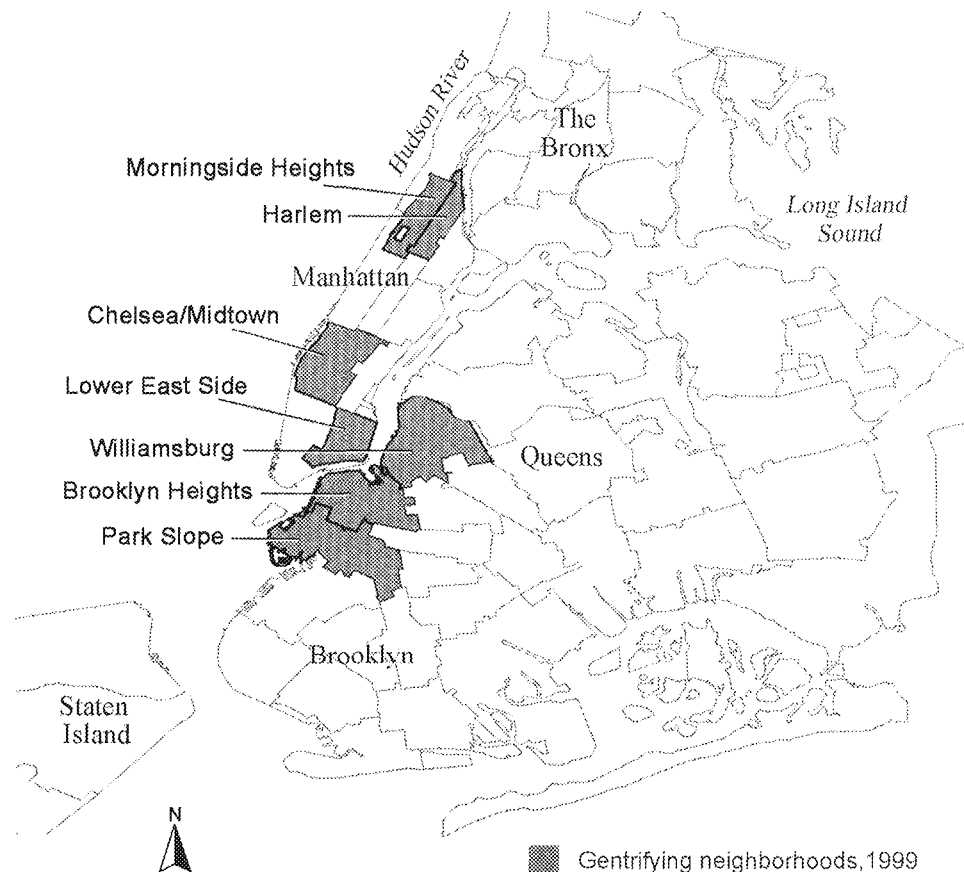 Hudson River
The
Bronx
Morningside Heights
Harlem
Long Island
Sound
Manhattan
Chelsea/Midtown
Lower East Side
Williamsburg
Queens
Brooklyn Heights
Park Slope
Brooklyn
Staten
Island
N
Gentrifying neighborhoods,1999